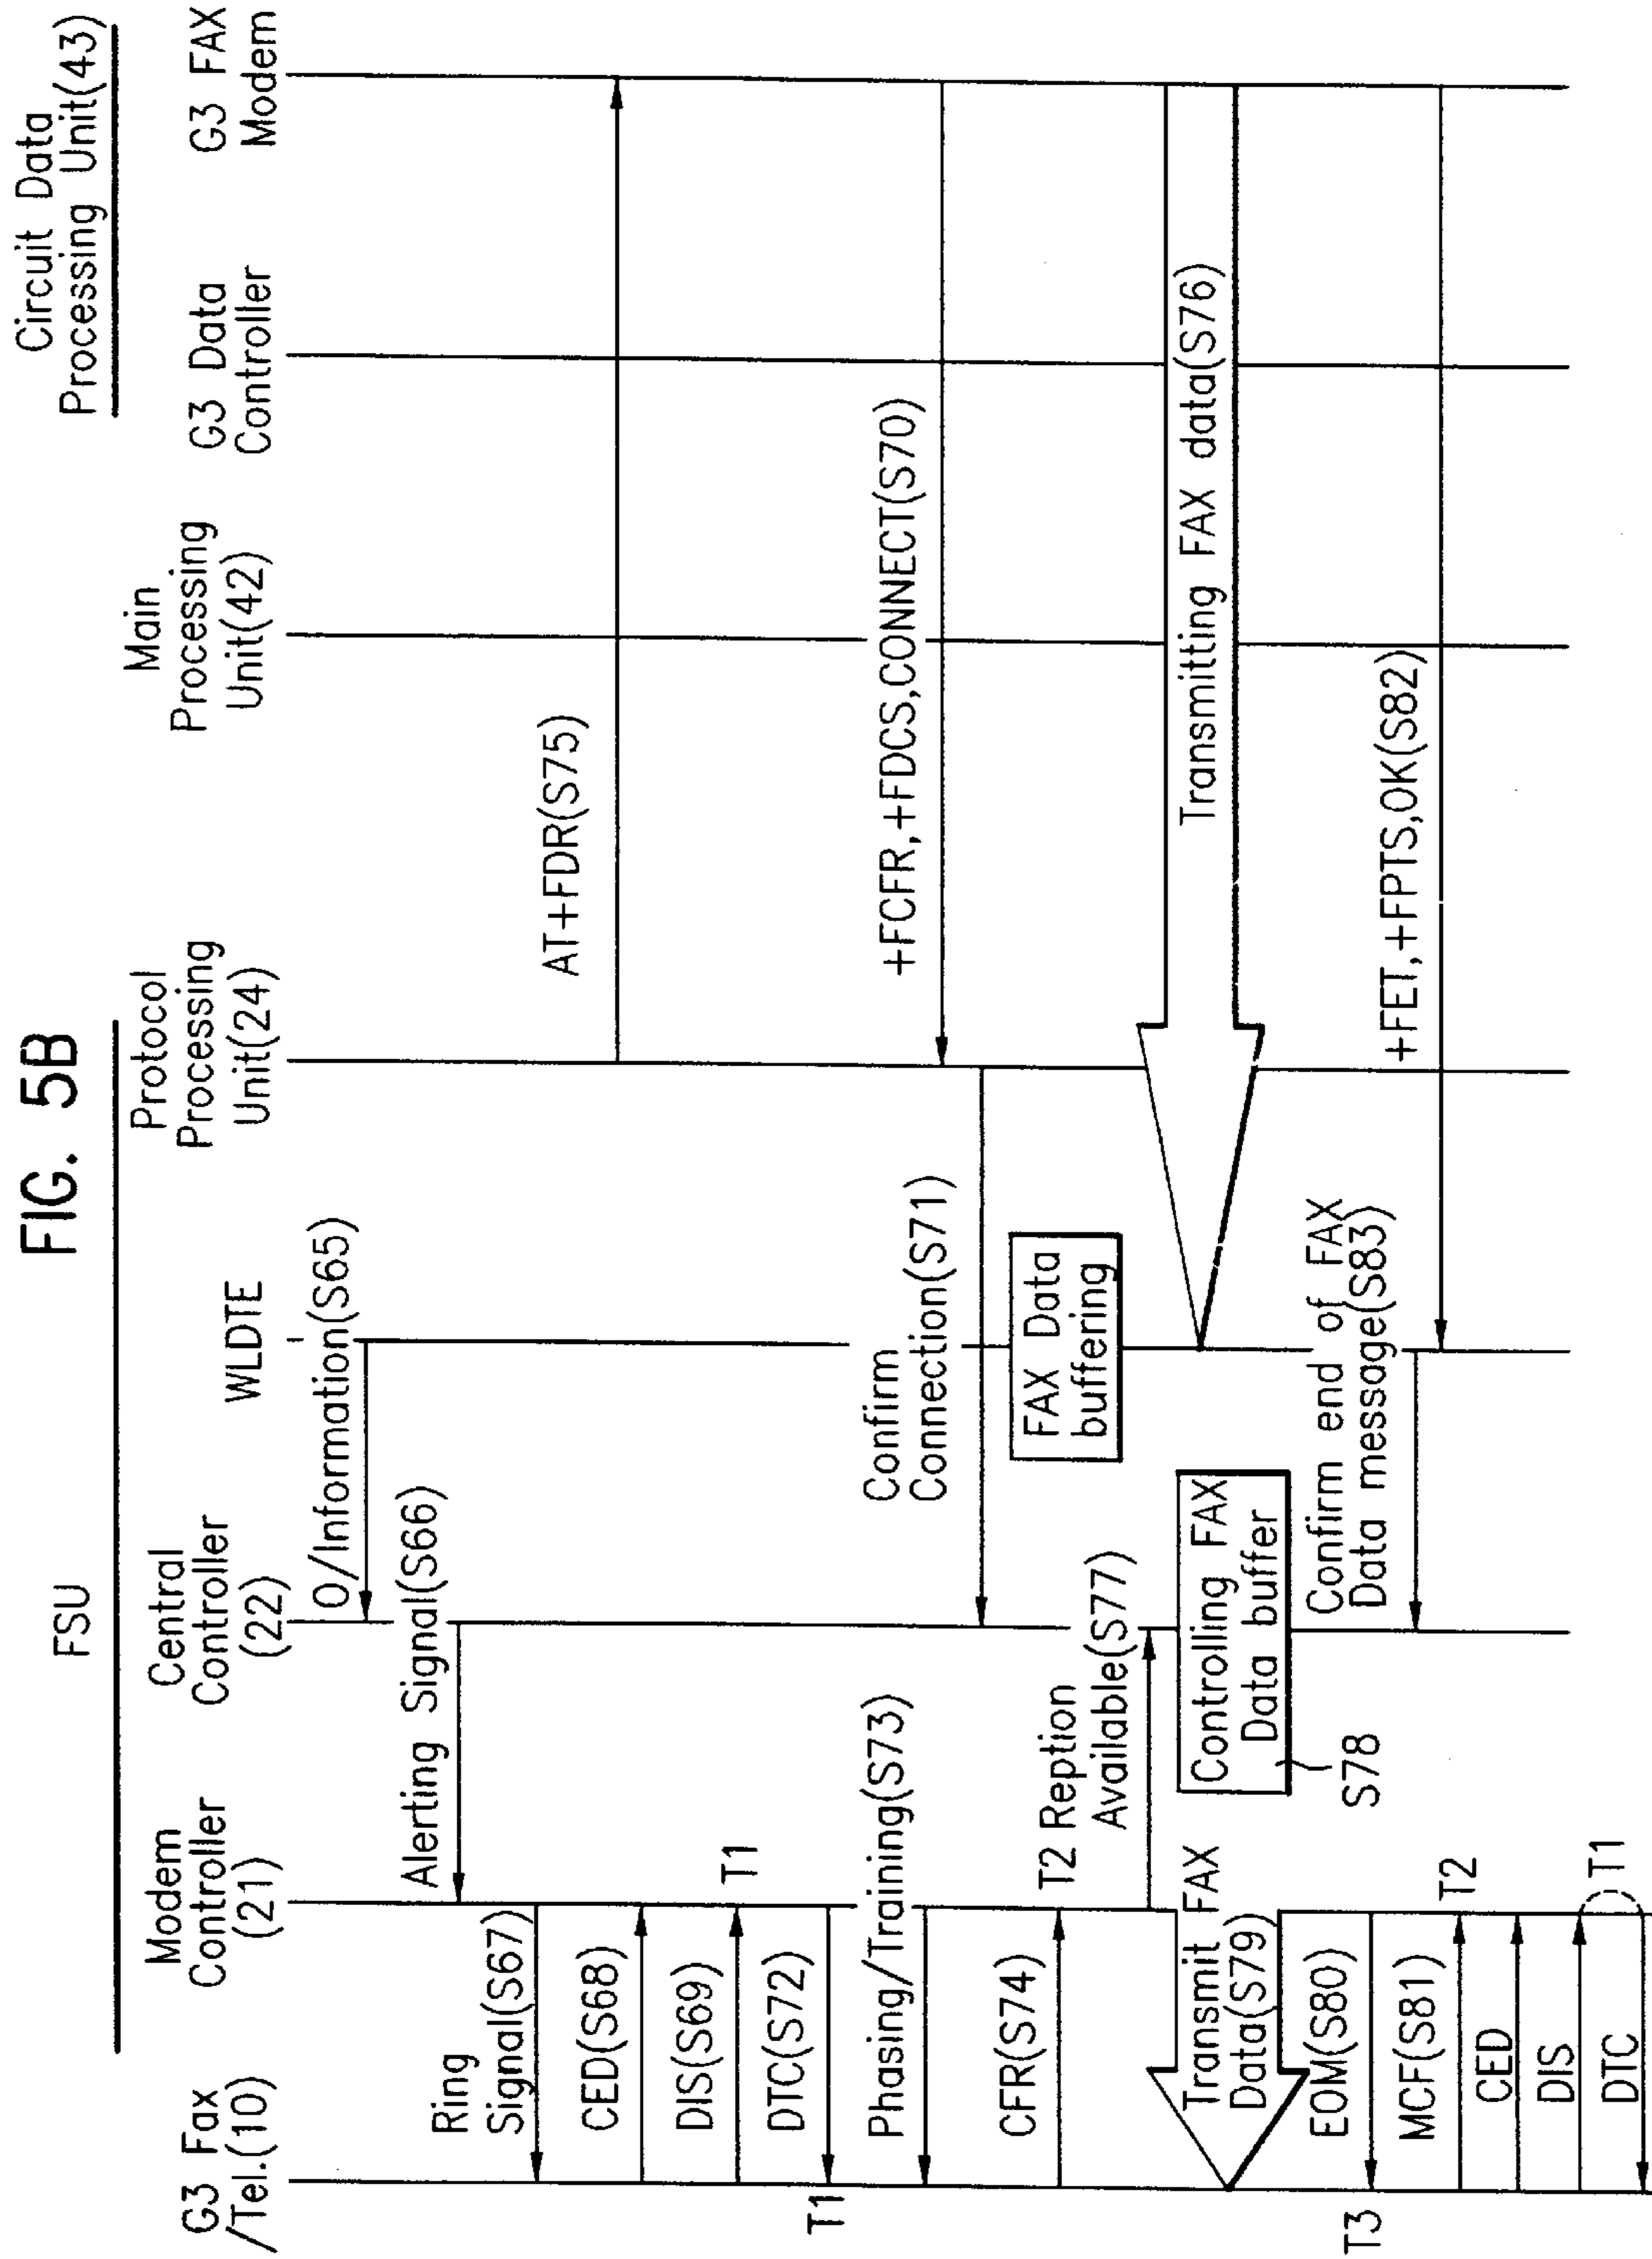 FIG. 5B
FSU
Circuit Data
Processing Unit(43)
G3 Fax
/Tel.(10)
Modem
Controller
(21)
Central
Controller
(22)
WLDTE
Protocol
Processing
Unit(24)
Main
Processing
Unit(42)
G3 Data
Controller
G3 FAX
Modem
O/Information(S65)
Alerting Signal(S66)
Ring
Signal(S67)
AT+FDR(S75)
CED(S68)
DIS(S69)
T1
DTC(S72)
T1
Phasing/Training(S73)
+FCFR,+FDCS,CONNECT(S70)
Confirm
Connection(S71)
CFR(S74)
T2 Reption
Available(S77)
FAX Data
buffering
Transmitting FAX data(S76)
Controlling FAX
Data buffer
S78
Transmit FAX
Data(S79)
EOM(S80)
T3
Confirm end of FAX
Data message(S83)
+FET,+FPTS,OK(S82)
MCF(S81)
T2
CED
DIS
T1
DTC